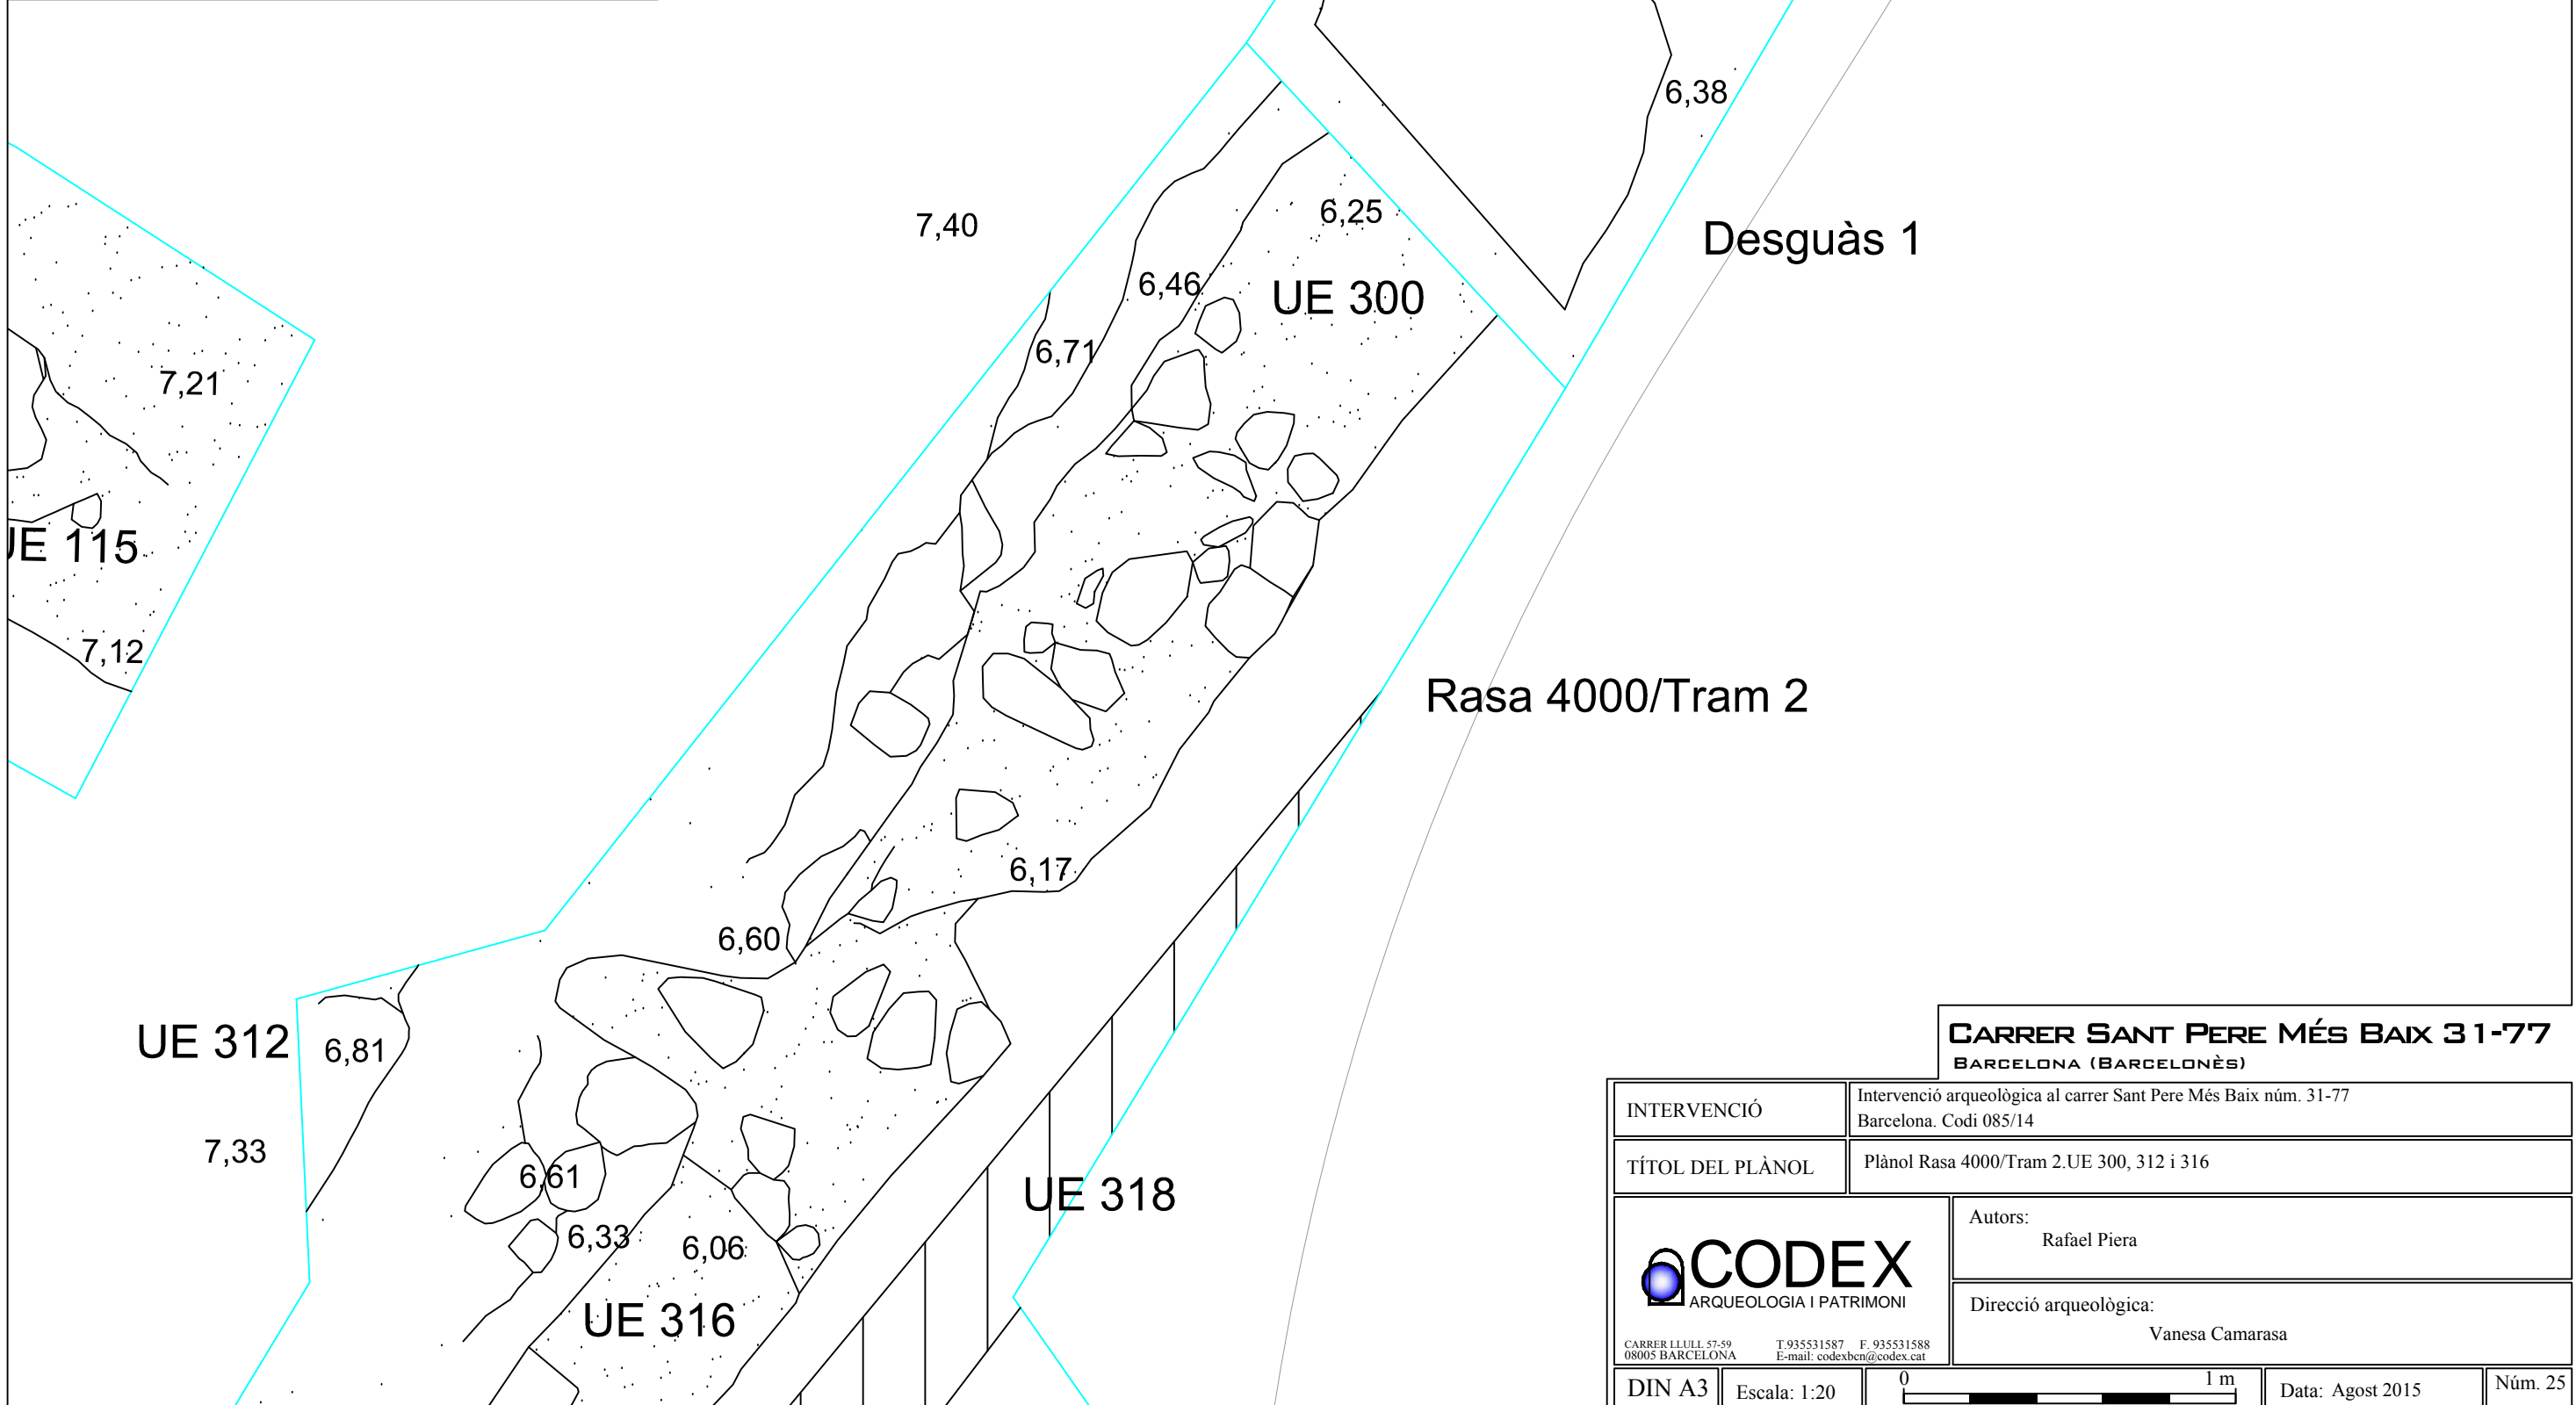 6,38
7,40
6,25
Desguàs 1
6,46
UE 300
6,71
7,21
UE 115
7,12
Rasa 4000/Tram 2
6,17
6,60
UE 312
6,81
7,33
6,61
UE 318
6,33
6,06
UE 316
CARRER SANT PERE MÉS BAIX 31-77
BARCELONA (BARCELONÈS)
INTERVENCIÓ
Intervenció arqueològica al carrer Sant Pere Més Baix núm. 31-77
Barcelona. Codi 085/14
TÍTOL DEL PLÀNOL
Plànol Rasa 4000/Tram 2.UE 300, 312 i 316
CODEX
ARQUEOLOGIA I PATRIMONI
CARRER LLULL 57-59 T.935531587 F. 935531588
08005 BARCELONA E-mail: codexbcn@codex.cat
Autors:
Rafael Piera
Direcció arqueològica:
Vanesa Camarasa
DIN A3
Escala: 1:20
0 1 m
Data: Agost 2015
Núm. 25